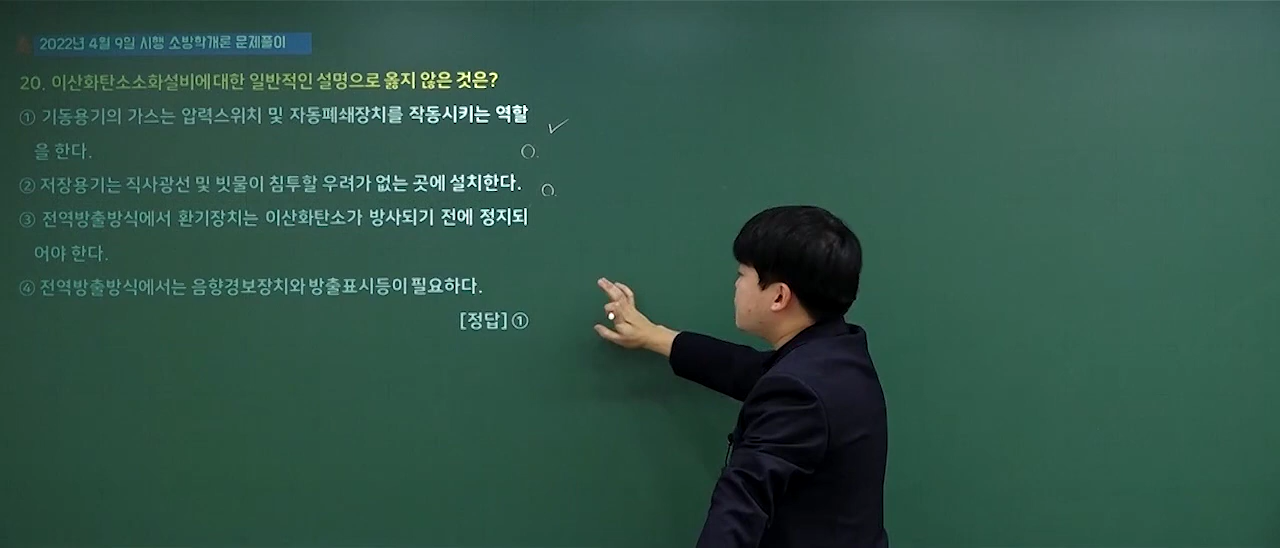 2022년 4월 9일 시행 소방학개론 문제풀이
20. 이산화탄소소화설비에 대한 일반적인 설명으로 옳지 않은 것은?
① 기동용기의 가스는 압력스위치 및 자동폐쇄장치를 작동시키는 역할
을 한다.
② 저장용기는 직사광선 및 빗물이 침투할 우려가 없는 곳에 설치한다.
③ 전역방출방식에서 환기장치는 이산화탄소가 방사되기 전에 정지되
어야 한다.
④ 전역방출방식에서는 음향경보장치와 방출표시등이 필요하다.
[정답] ①